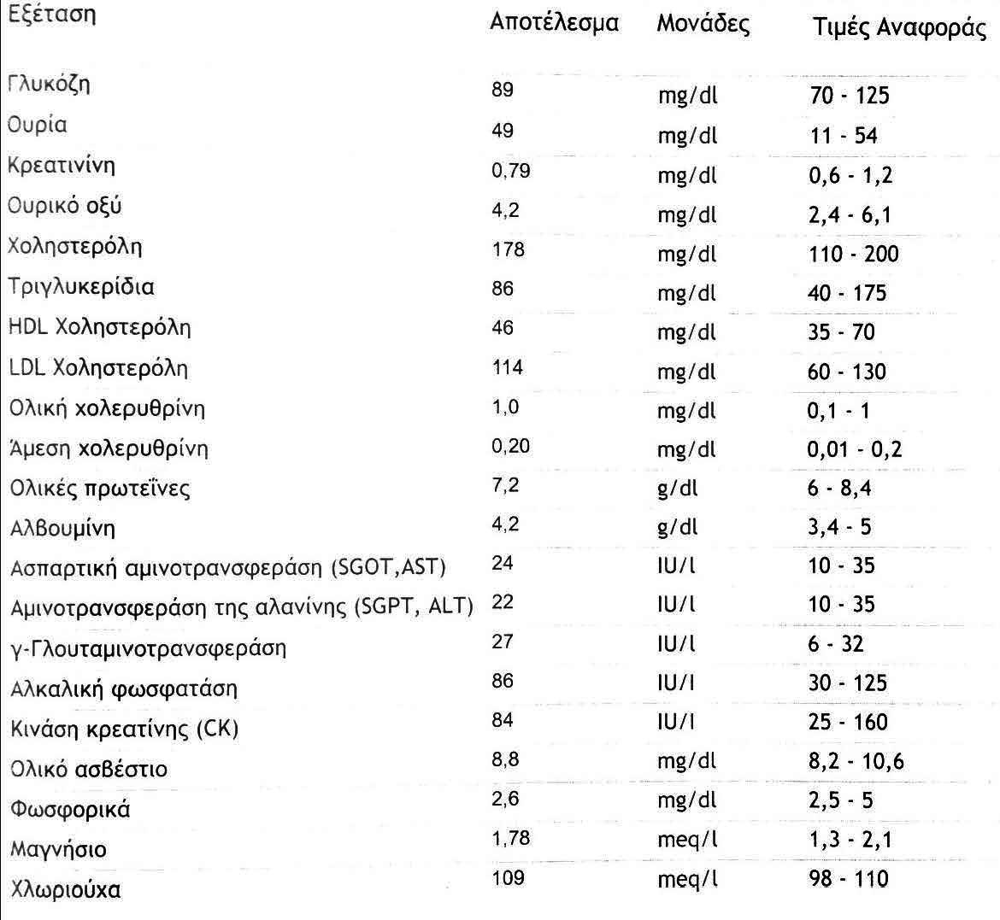 Εξέταση Αποτέλεσμα Μονάδες Τιμές Αναφοράς
Γλυκόζη 89 mg/dl 70 - 125
Ουρία 49 mg/dl 11 - 54
Κρεατινίνη 0,79 mg/dl 0,6 - 1,2
Ουρικό οξύ 4,2 mg/dl 2,4 - 6,1
Χοληστερόλη 178 mg/dl 110 - 200
Τριγλυκερίδια 86 mg/dl 40 - 175
HDL Χοληστερόλη 46 mg/dl 35 - 70
LDL Χοληστερόλη 114 mg/dl 60 - 130
Ολική χολερυθρίνη 1,0 mg/dl 0,1 - 1
Άμεση χολερυθρίνη 0,20 mg/dl 0,01 - 0,2
Ολικές πρωτεΐνες 7,2 g/dl 6 - 8,4
Αλβουμίνη 4,2 g/dl 3,4 - 5
Ασπαρτική αμινοτρανσφεράση (SGOT,AST) 24 IU/l 10 - 35
Αμινοτρανσφεράση της αλανίνης (SGPT, ALT) 22 IU/l 10 - 35
γ-Γλουταμινοτρανσφεράση 27 IU/l 6 - 32
Αλκαλική φωσφατάση 86 IU/l 30 - 125
Κινάση κρεατίνης (CK) 84 IU/l 25 - 160
Ολικό ασβέστιο 8,8 mg/dl 8,2 - 10,6
Φωσφορικά 2,6 mg/dl 2,5 - 5
Μαγνήσιο 1,78 meq/l 1,3 - 2,1
Χλωριούχα 109 meq/l 98 - 110